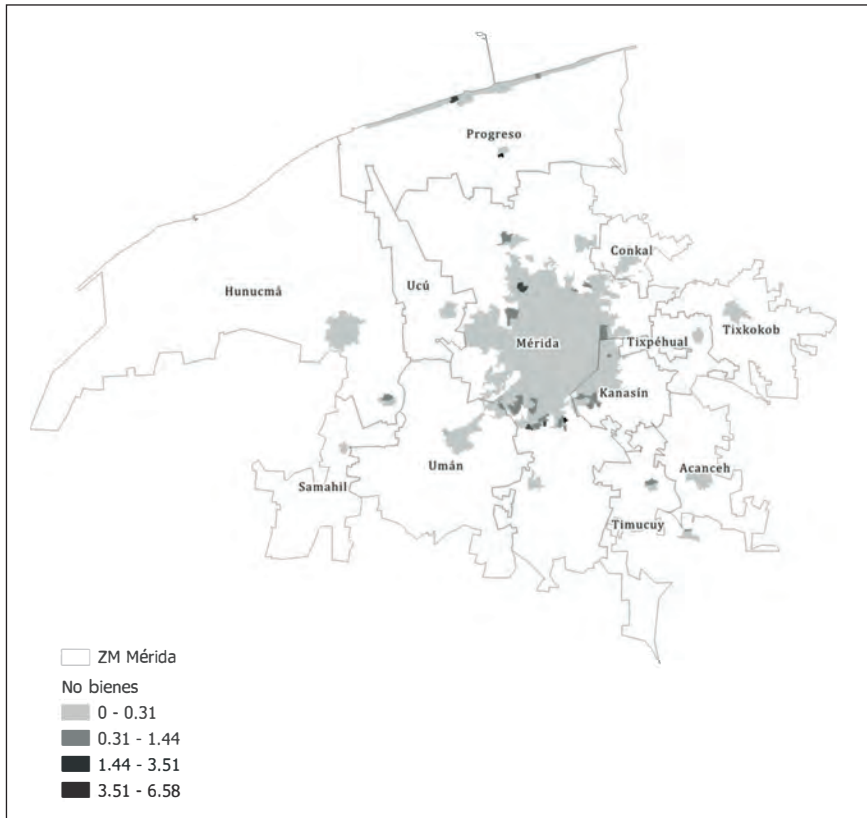 Progreso
Conkal
Hunucmá
Ucú
Mérida
Tixpéhual
Tixkokob
Kanasín
Umán
Samahil
Acanceh
Timucuy
ZM Mérida
No bienes
0 - 0.31
0.31 - 1.44
1.44 - 3.51
3.51 - 6.58